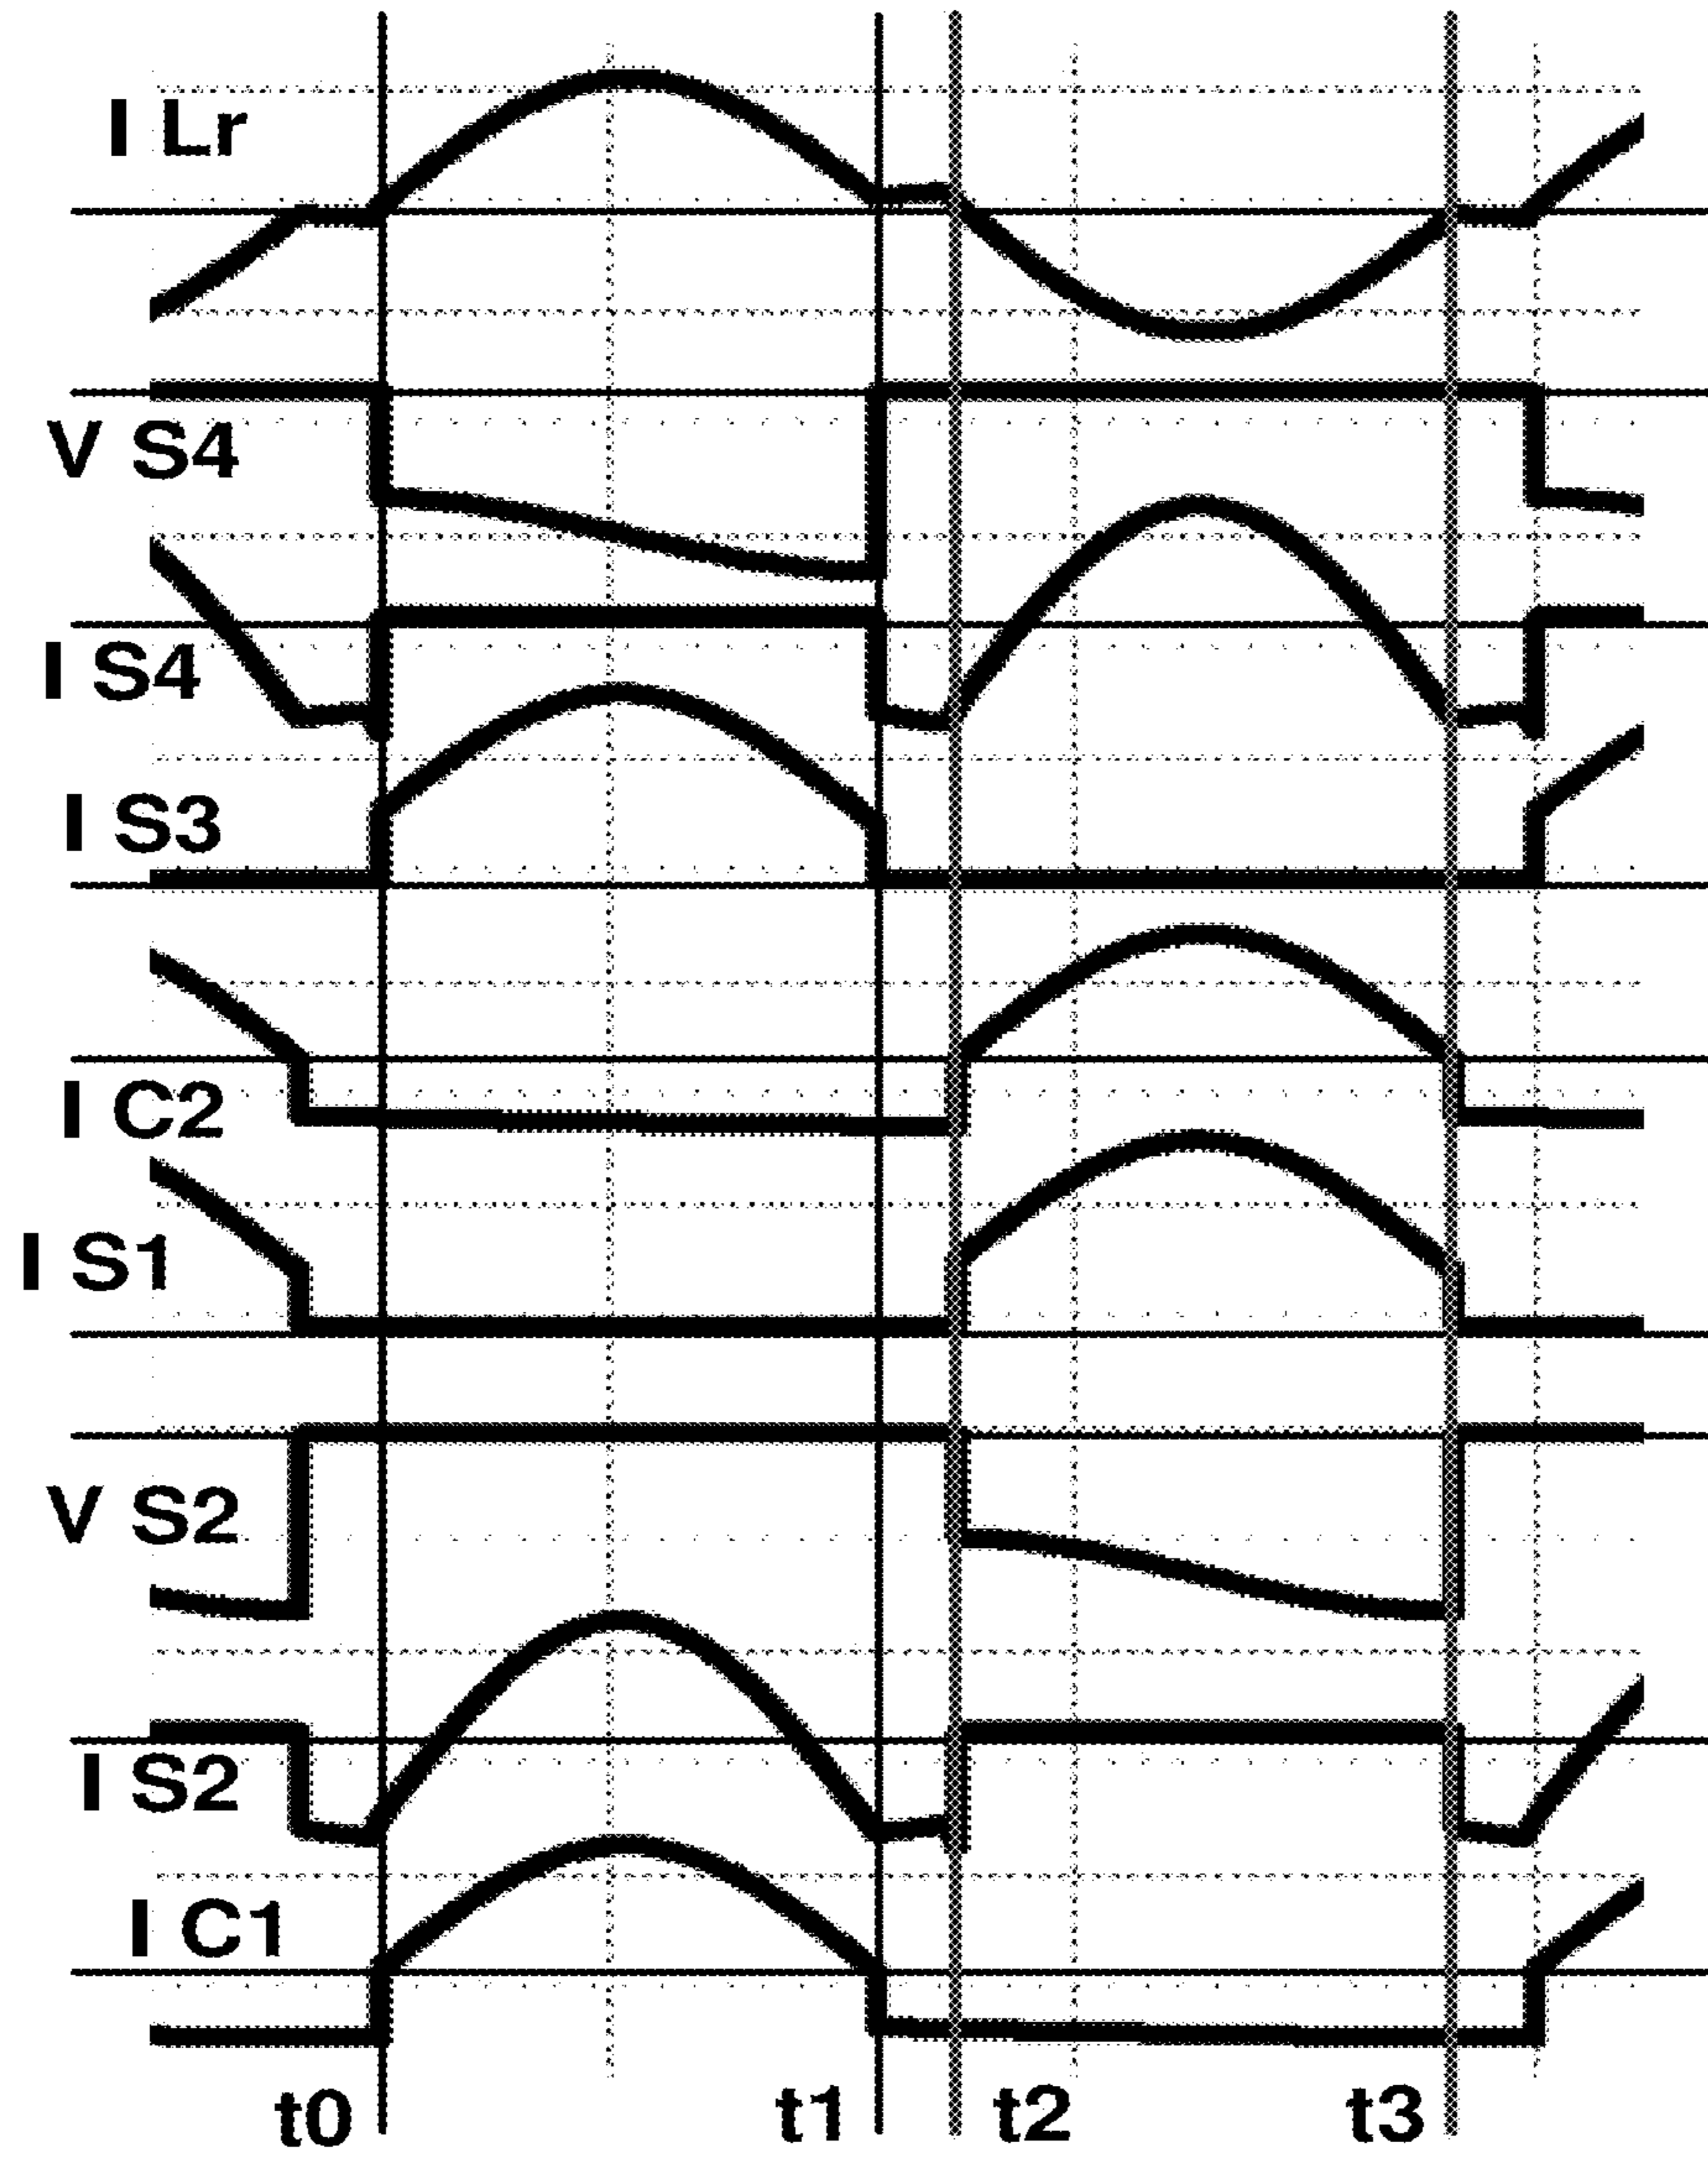 I Lr
V S4
I S4
I S3
I C2
I S1
V S2
I S2
I C1
t0 t1 t2 t3